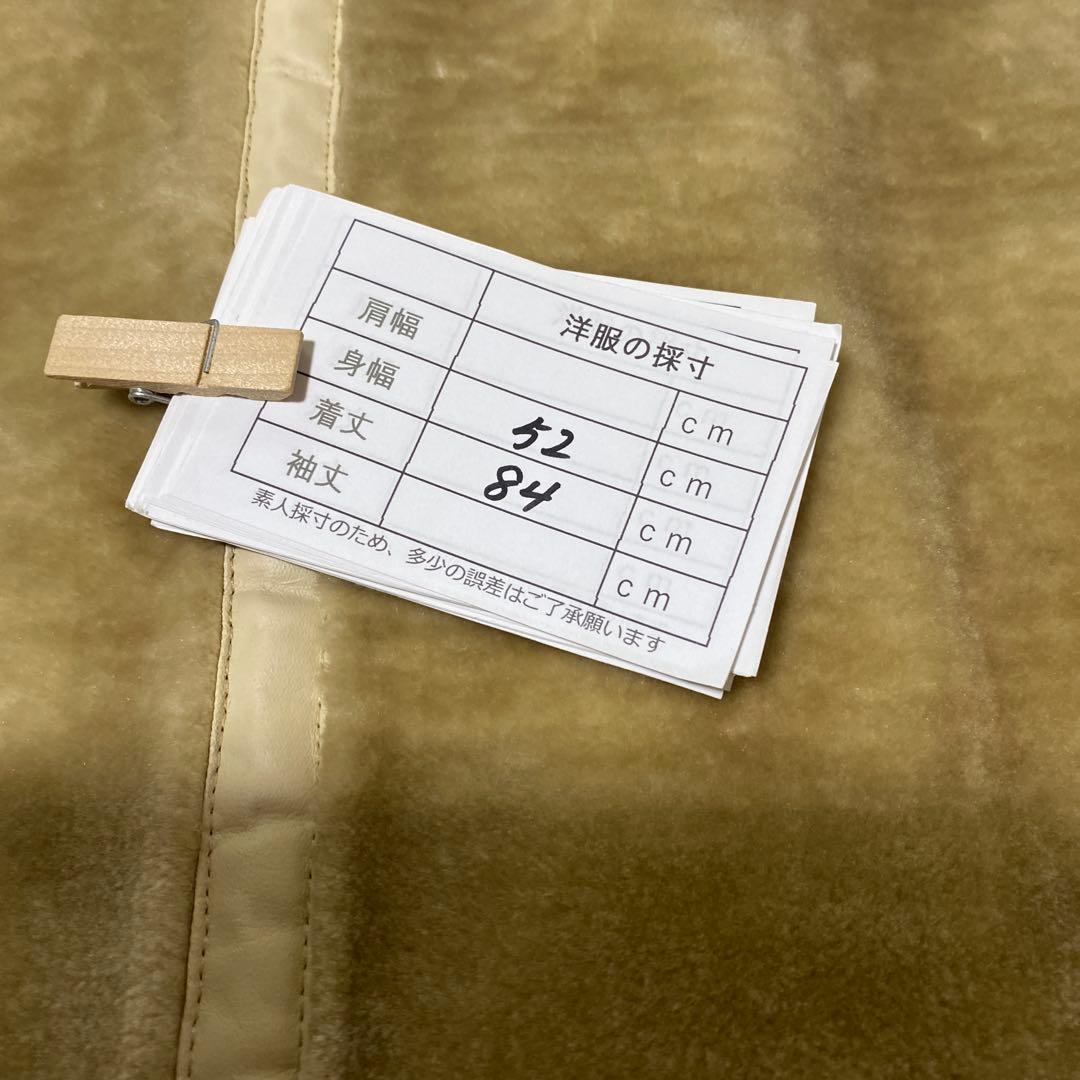 洋服の採寸
肩幅 cm
身幅 52 cm
着丈 84 cm
袖丈 cm
素人採寸のため、多少の誤差はご了承願います